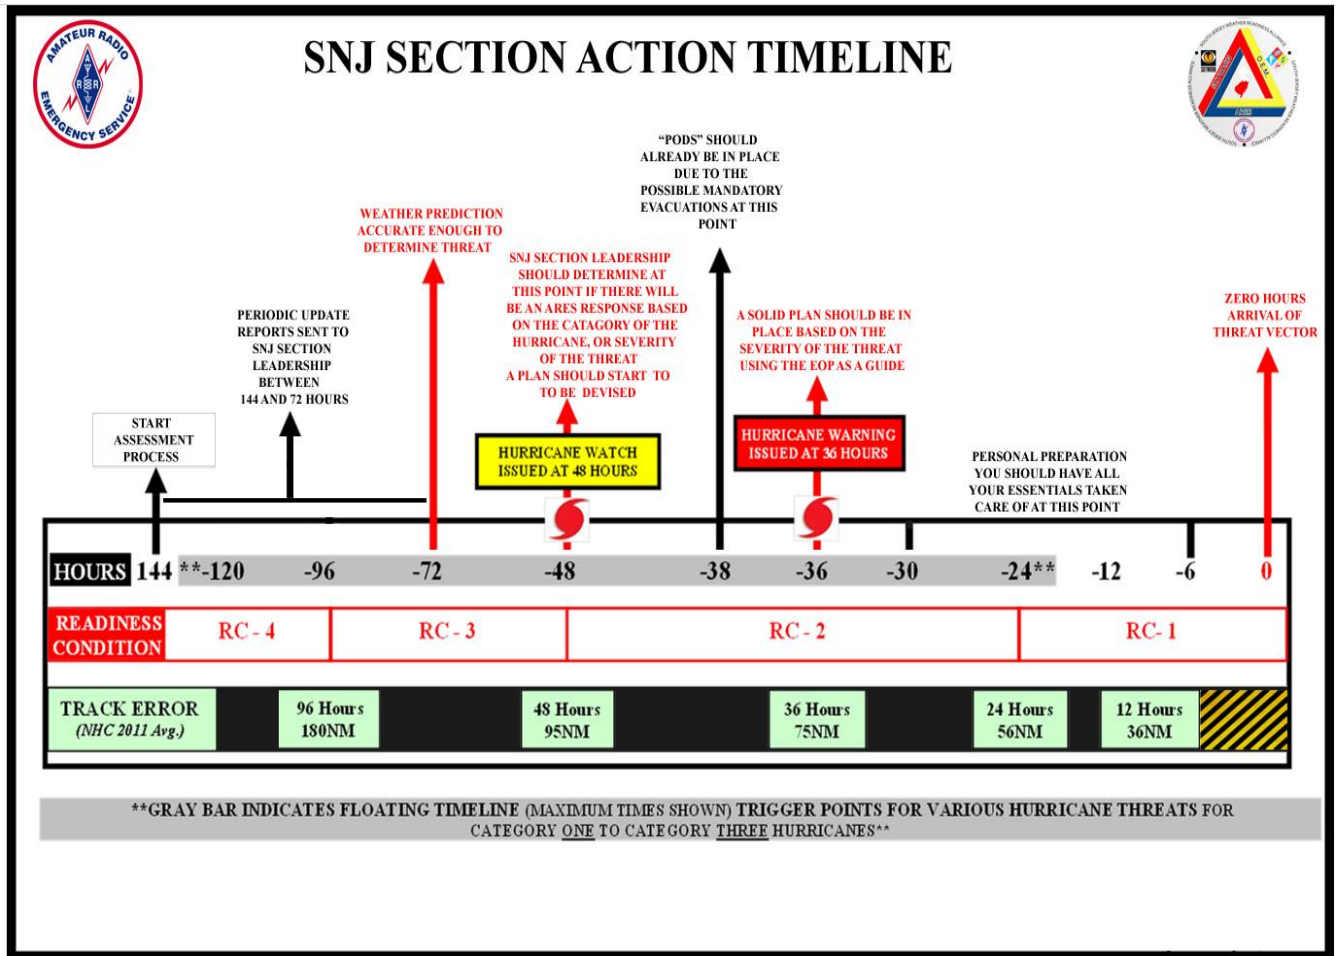 SNJ SECTION ACTION TIMELINE
AMATEUR RADIO
EMERGENCY SERVICE
A
R R
L
SOUTH JERSEY WEATHER READINESS ALLIANCE
O.E.M.
"PODS" SHOULD
ALREADY BE IN PLACE
DUE TO THE
POSSIBLE MANDATORY
EVACUATIONS AT THIS
POINT
WEATHER PREDICTION
ACCURATE ENOUGH TO
DETERMINE THREAT
SNJ SECTION LEADERSHIP
SHOULD DETERMINE AT
THIS POINT IF THERE WILL
BE AN ARES RESPONSE BASED
ON THE CATAGORY OF THE
HURRICANE, OR SEVERITY
OF THE THREAT
A PLAN SHOULD START TO
TO BE DEVISED
PERIODIC UPDATE
REPORTS SENT TO
SNJ SECTION
LEADERSHIP
BETWEEN
144 AND 72 HOURS
A SOLID PLAN SHOULD BE IN
PLACE BASED ON THE
SEVERITY OF THE THREAT
USING THE EOP AS A GUIDE
ZERO HOURS
ARRIVAL OF
THREAT VECTOR
START
ASSESSMENT
PROCESS
HURRICANE WATCH
ISSUED AT 48 HOURS
HURRICANE WARNING
ISSUED AT 36 HOURS
PERSONAL PREPARATION
YOU SHOULD HAVE ALL
YOUR ESSENTIALS TAKEN
CARE OF AT THIS POINT
HOURS 144 **-120 -96 -72 -48 -38 -36 -30 -24** -12 -6 0
READINESS
CONDITION
RC - 4 RC - 3 RC - 2 RC- 1
TRACK ERROR
(NHC 2011 Avg.)
96 Hours
180NM
48 Hours
95NM
36 Hours
75NM
24 Hours
56NM
12 Hours
36NM
**GRAY BAR INDICATES FLOATING TIMELINE (MAXIMUM TIMES SHOWN) TRIGGER POINTS FOR VARIOUS HURRICANE THREATS FOR
CATEGORY ONE TO CATEGORY THREE HURRICANES**